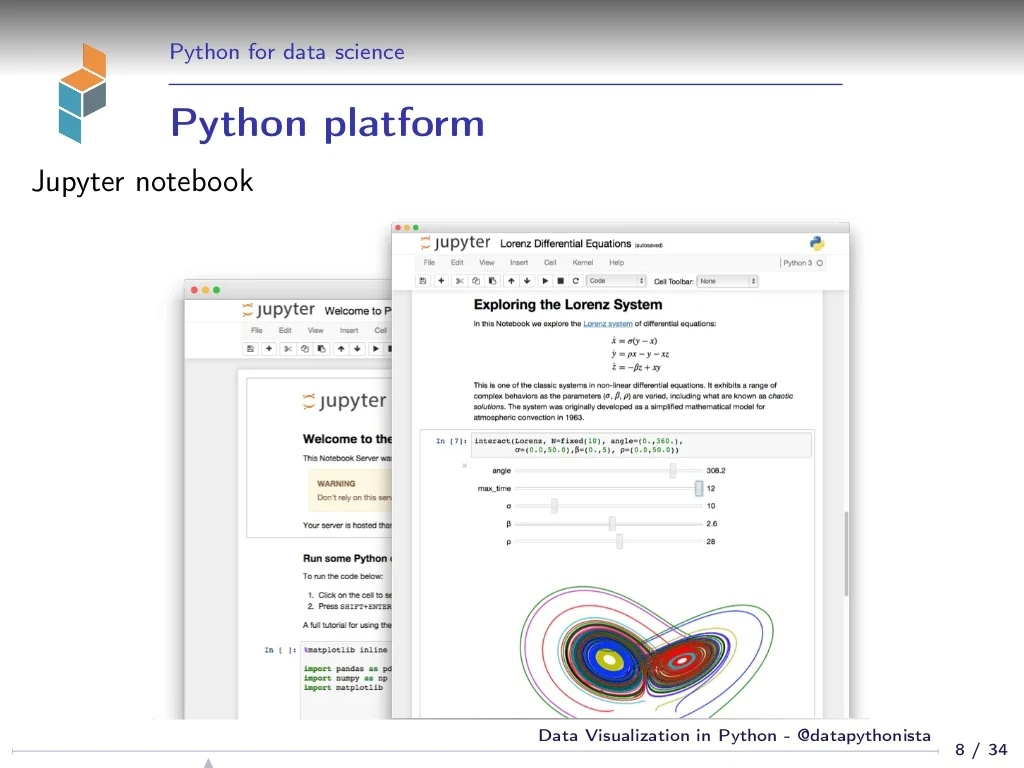 Python for data science
Python platform
Jupyter notebook
jupyter Welcome to P
File Edit View Insert Cell
jupyter
Welcome to the
This Notebook Server was
WARNING
Don't rely on this serv
Your server is hosted than
Run some Python c
To run the code below:
1. Click on the cell to se
2. Press SHIFT+ENTER
A full tutorial for using the
In [ ]: %matplotlib inline
import pandas as pd
import numpy as np
import matplotlib
jupyter Lorenz Differential Equations (autosaved)
File Edit View Insert Cell Kernel Help Python 3
Code Cell Toolbar: None
Exploring the Lorenz System
In this Notebook we explore the Lorenz system of differential equations:
ẋ = σ(y − x)
ẏ = ρx − y − xz
ż = −βz + xy
This is one of the classic systems in non-linear differential equations. It exhibits a range of
complex behaviors as the parameters (σ, β, ρ) are varied, including what are known as chaotic
solutions. The system was originally developed as a simplified mathematical model for
atmospheric convection in 1963.
In [7]: interact(Lorenz, N=fixed(10), angle=(0.,360.),
σ=(0.0,50.0),β=(0.,5), ρ=(0.0,50.0))
angle 308.2
max_time 12
σ 10
β 2.6
ρ 28
Data Visualization in Python - @datapythonista
8 / 34